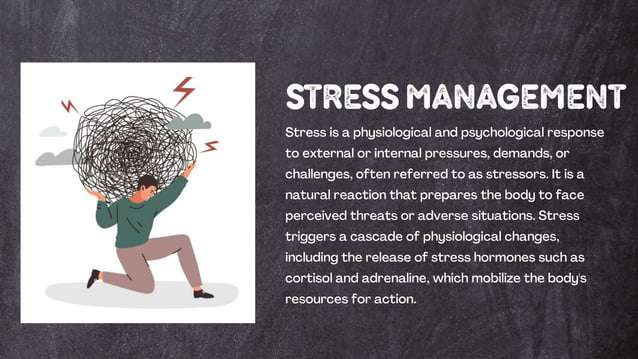 STRESS MANAGEMENT
Stress is a physiological and psychological response
to external or internal pressures, demands, or
challenges, often referred to as stressors. It is a
natural reaction that prepares the body to face
perceived threats or adverse situations. Stress
triggers a cascade of physiological changes,
including the release of stress hormones such as
cortisol and adrenaline, which mobilize the body's
resources for action.